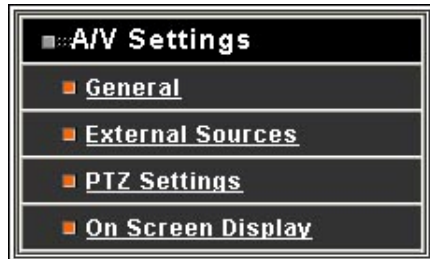 A/V Settings
General
External Sources
PTZ Settings
On Screen Display